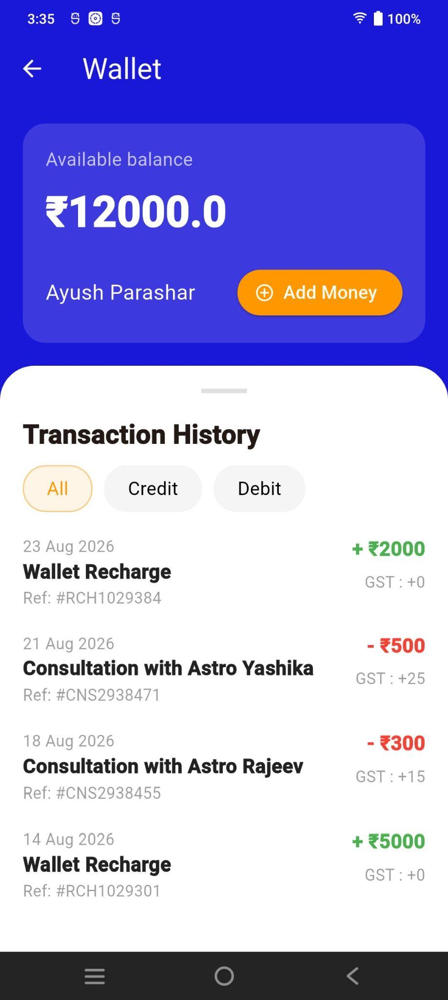 3:35 100%
Wallet
Available balance
₹12000.0
Ayush Parashar
Add Money
Transaction History
All Credit Debit
23 Aug 2026
+ ₹2000
Wallet Recharge
GST : +0
Ref: #RCH1029384
21 Aug 2026
- ₹500
Consultation with Astro Yashika
GST : +25
Ref: #CNS2938471
18 Aug 2026
- ₹300
Consultation with Astro Rajeev
GST : +15
Ref: #CNS2938455
14 Aug 2026
+ ₹5000
Wallet Recharge
GST : +0
Ref: #RCH1029301